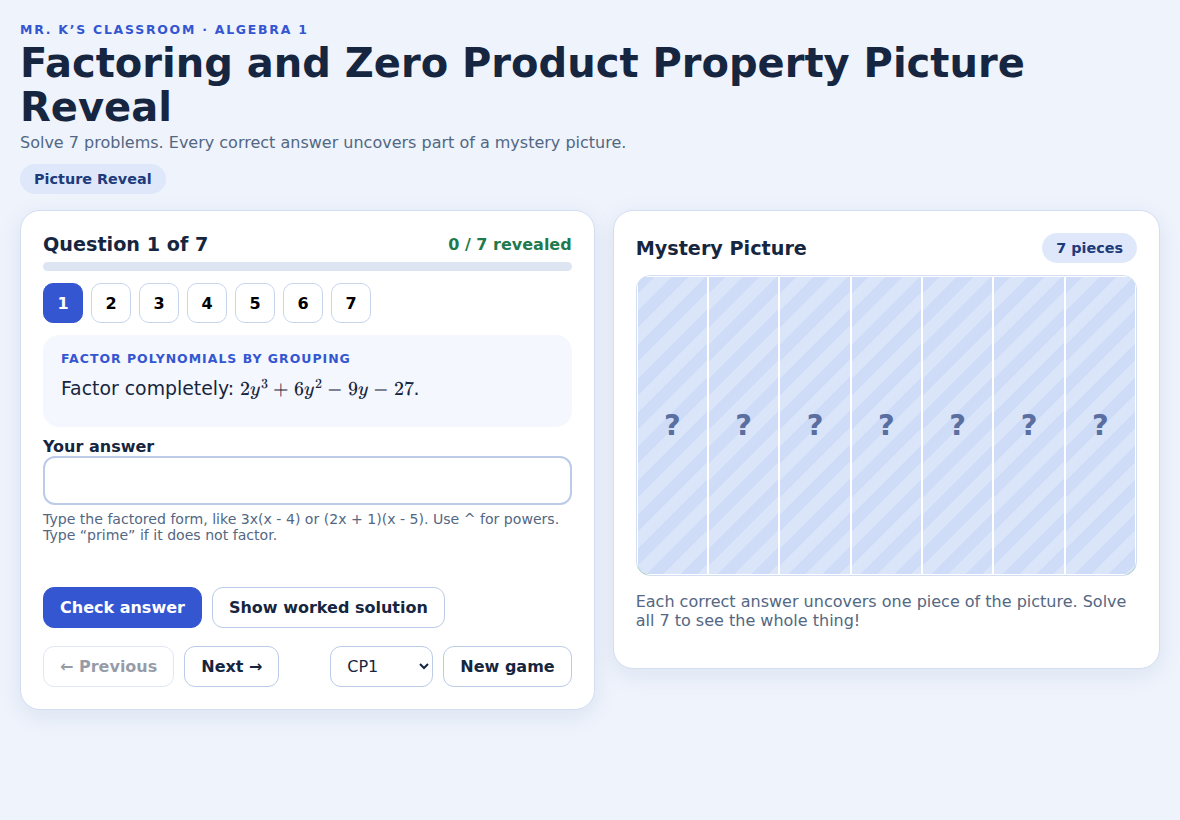 MR. K’S CLASSROOM · ALGEBRA 1
Factoring and Zero Product Property Picture
Reveal
Solve 7 problems. Every correct answer uncovers part of a mystery picture.
Picture Reveal
Question 1 of 7
0 / 7 revealed
1 2 3 4 5 6 7
FACTOR POLYNOMIALS BY GROUPING
Factor completely: 2y³ + 6y² − 9y − 27.
Your answer
Type the factored form, like 3x(x - 4) or (2x + 1)(x - 5). Use ^ for powers.
Type “prime” if it does not factor.
Check answer
Show worked solution
← Previous
Next →
CP1
New game
Mystery Picture
7 pieces
? ? ? ? ? ? ?
Each correct answer uncovers one piece of the picture. Solve
all 7 to see the whole thing!